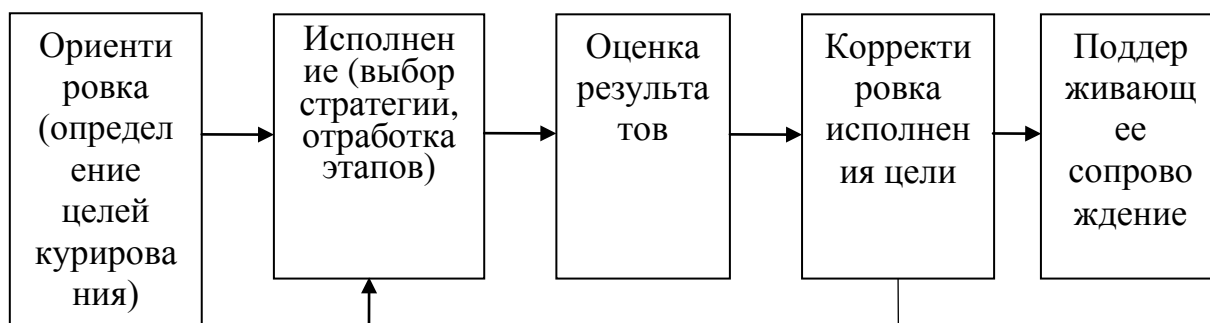 Ориенти
ровка
(определ
ение
целей
курирова
ния)
Исполнен
ие (выбор
стратегии,
отработка
этапов)
Оценка
результа
тов
Корректи
ровка
исполнен
ия цели
Поддер
живающ
ее
сопрово
ждение